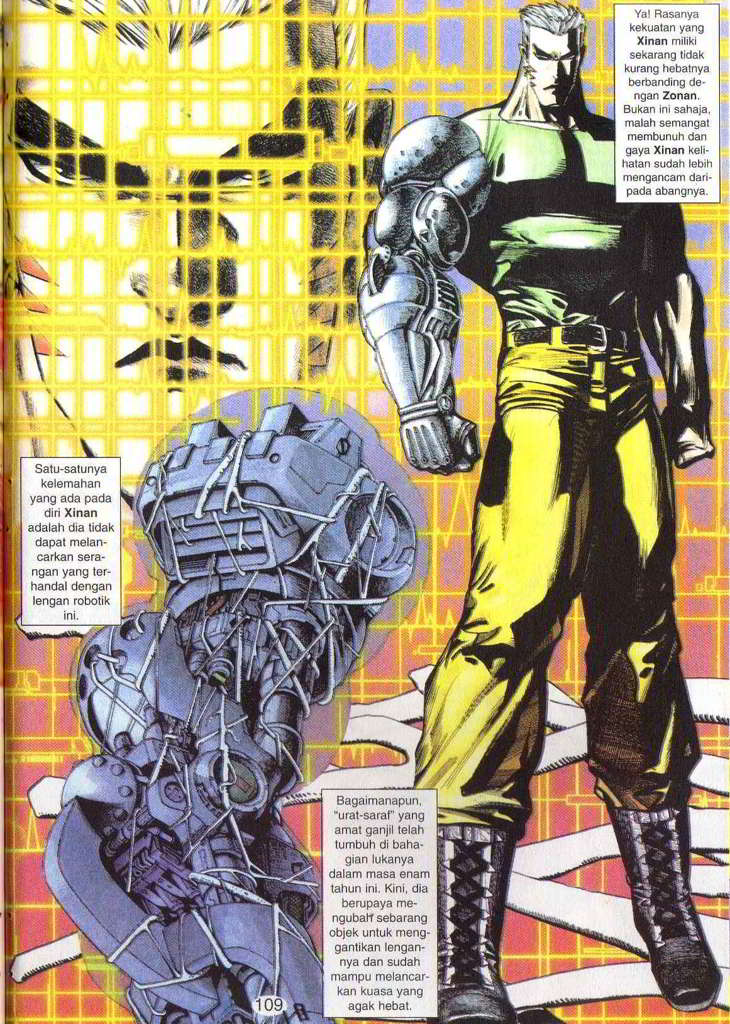 Ya! Rasanya
kekuatan yang
Xinan miliki
sekarang tidak
kurang hebatnya
berbanding de-
ngan Zonan.
Bukan ini sahaja,
malah semangat
membunuh dan
gaya Xinan keli-
hatan sudah lebih
mengancam dari-
pada abangnya.
Satu-satunya
kelemahan
yang ada pada
diri Xinan
adalah dia tidak
dapat melan-
carkan sera-
ngan yang ter-
handal dengan
lengan robotik
ini.
Bagaimanapun,
"urat-saraf" yang
amat ganjil telah
tumbuh di baha-
gian lukanya
dalam masa enam
tahun ini. Kini, dia
berupaya me-
ngubah sebarang
objek untuk meng-
gantikan lengan-
nya dan sudah
mampu melancar-
kan kuasa yang
agak hebat.
109